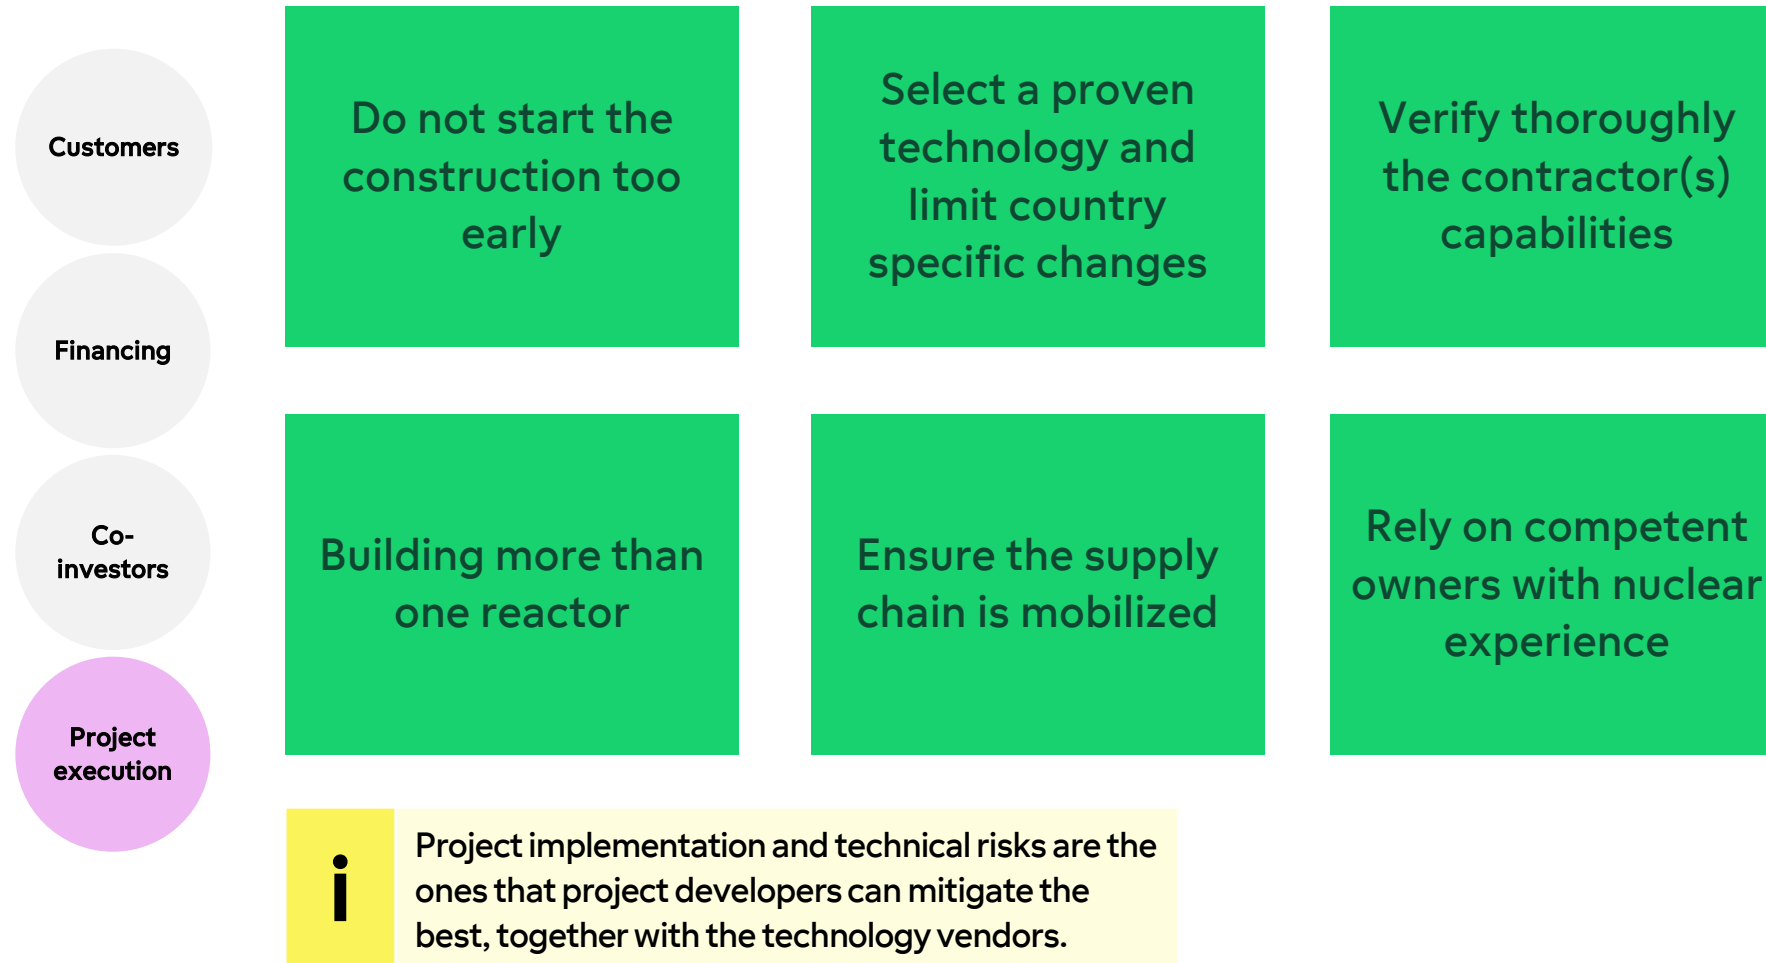 Customers
Financing
Co-
investors
Project
execution
Do not start the
construction too
early
Select a proven
technology and
limit country
specific changes
Verify thoroughly
the contractor(s)
capabilities
Building more than
one reactor
Ensure the supply
chain is mobilized
Rely on competent
owners with nuclear
experience
i
Project implementation and technical risks are the
ones that project developers can mitigate the
best, together with the technology vendors.